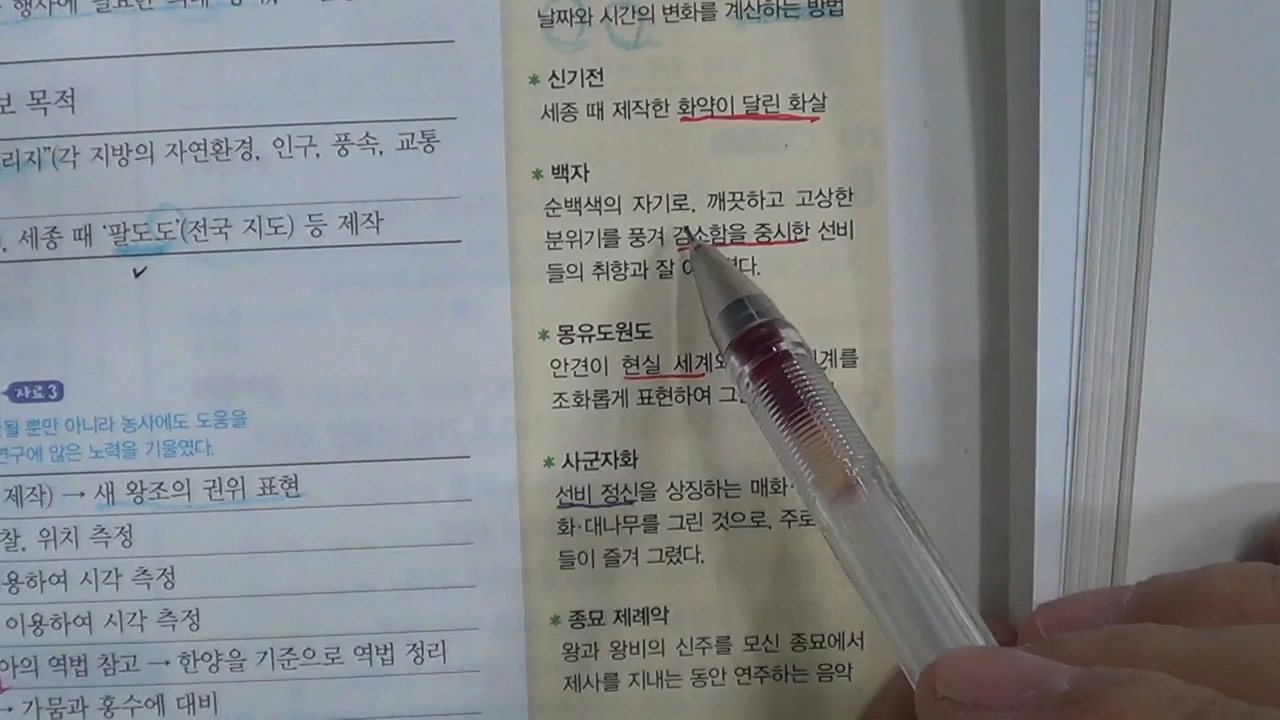 행사에 필요한
보 목적
리지”(각 지방의 자연환경, 인구, 풍속, 교통
, 세종 때 ‘팔도도’(전국 지도) 등 제작
자료 3
될 뿐만 아니라 농사에도 도움을
연구에 많은 노력을 기울였다.
제작) → 새 왕조의 권위 표현
찰, 위치 측정
용하여 시각 측정
이용하여 시각 측정
아의 역법 참고 → 한양을 기준으로 역법 정리
→ 가뭄과 홍수에 대비
날짜와 시간의 변화를 계산하는 방법
* 신기전
세종 때 제작한 화약이 달린 화살
* 백자
순백색의 자기로, 깨끗하고 고상한
분위기를 풍겨 검소함을 중시한 선비
들의 취향과 잘
* 몽유도원도
안견이 현실 세계와
조화롭게 표현하여
* 사군자화
선비 정신을 상징하는 매화·
화·대나무를 그린 것으로, 주로
들이 즐겨 그렸다.
* 종묘 제례악
왕과 왕비의 신주를 모신 종묘에서
제사를 지내는 동안 연주하는 음악